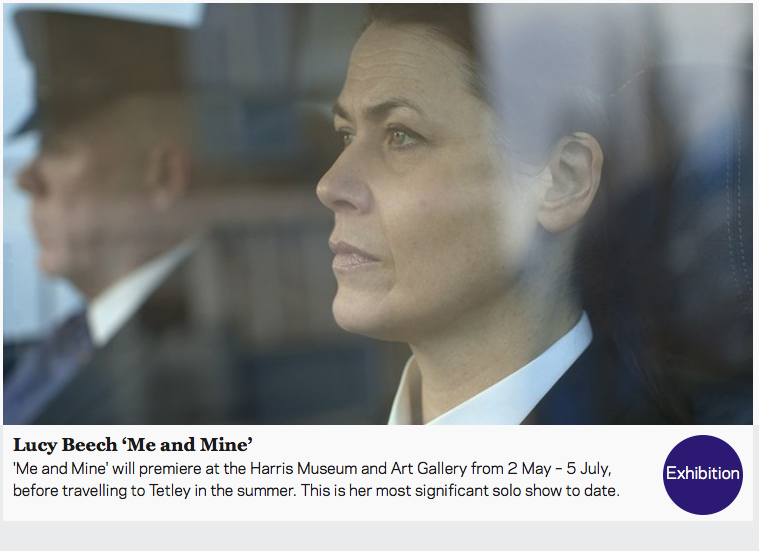 Lucy Beech ‘Me and Mine’
'Me and Mine' will premiere at the Harris Museum and Art Gallery from 2 May – 5 July,
before travelling to Tetley in the summer. This is her most significant solo show to date.
Exhibition